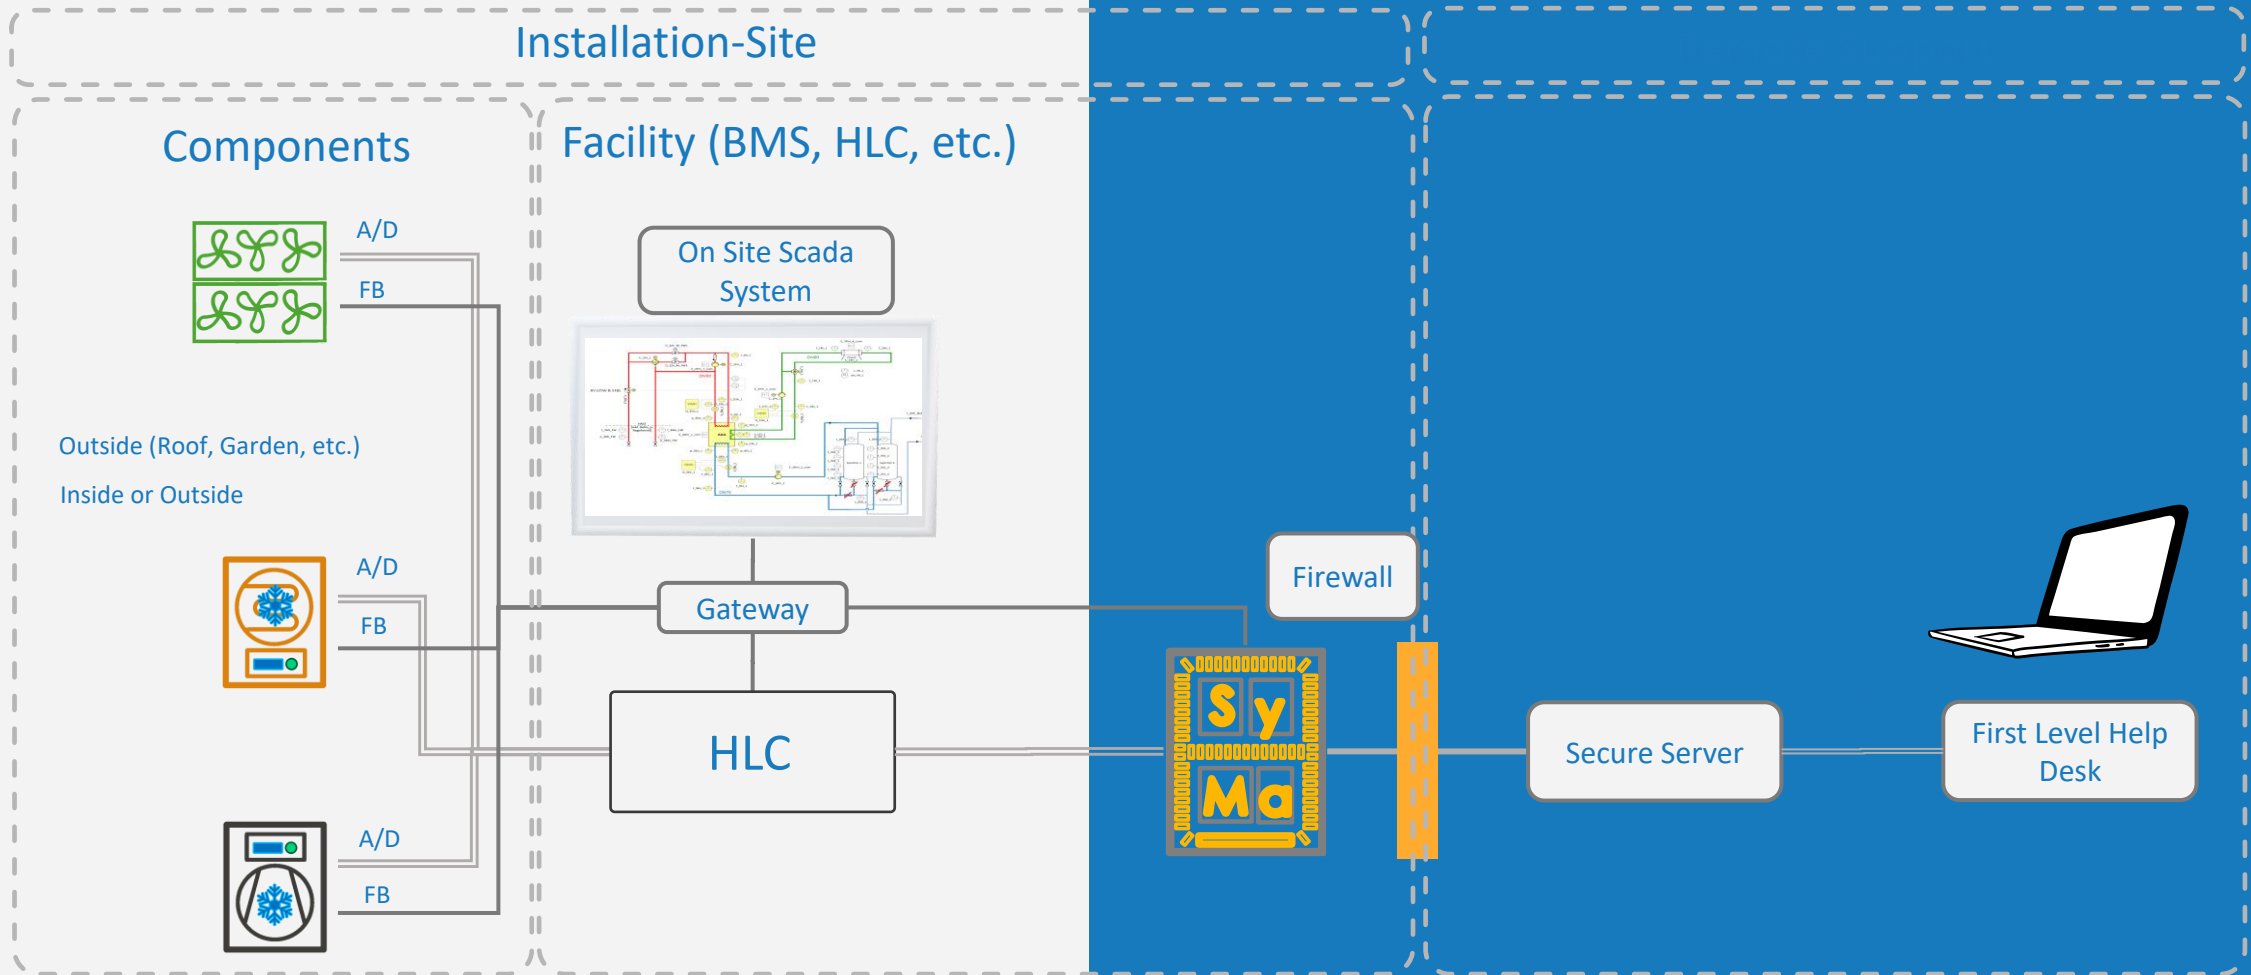 Installation-Site
Components
Facility (BMS, HLC, etc.)
A/D
FB
On Site Scada
System
Outside (Roof, Garden, etc.)
Inside or Outside
A/D
FB
Gateway
Firewall
HLC
Sy
Ma
Secure Server
First Level Help
Desk
A/D
FB